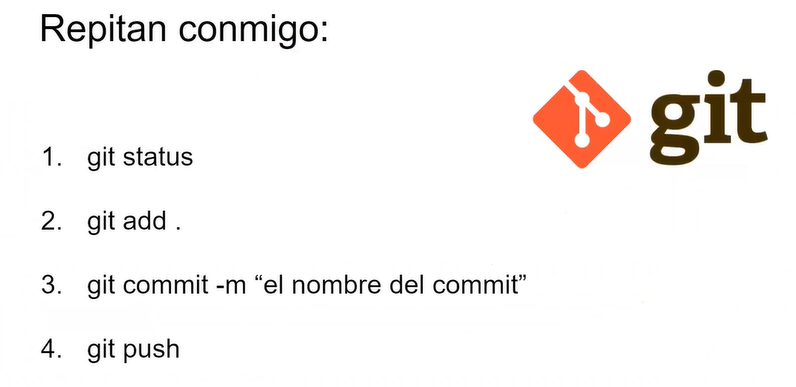 Repitan conmigo:
git
1. git status
2. git add .
3. git commit -m “el nombre del commit”
4. git push